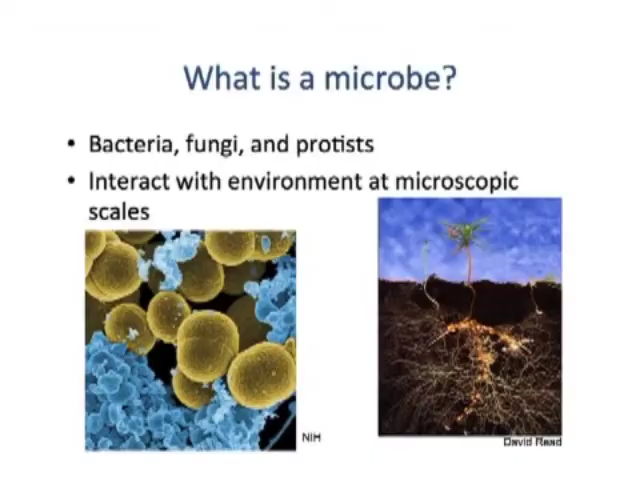 What is a microbe?
• Bacteria, fungi, and protists
• Interact with environment at microscopic
scales
NIH
David Read